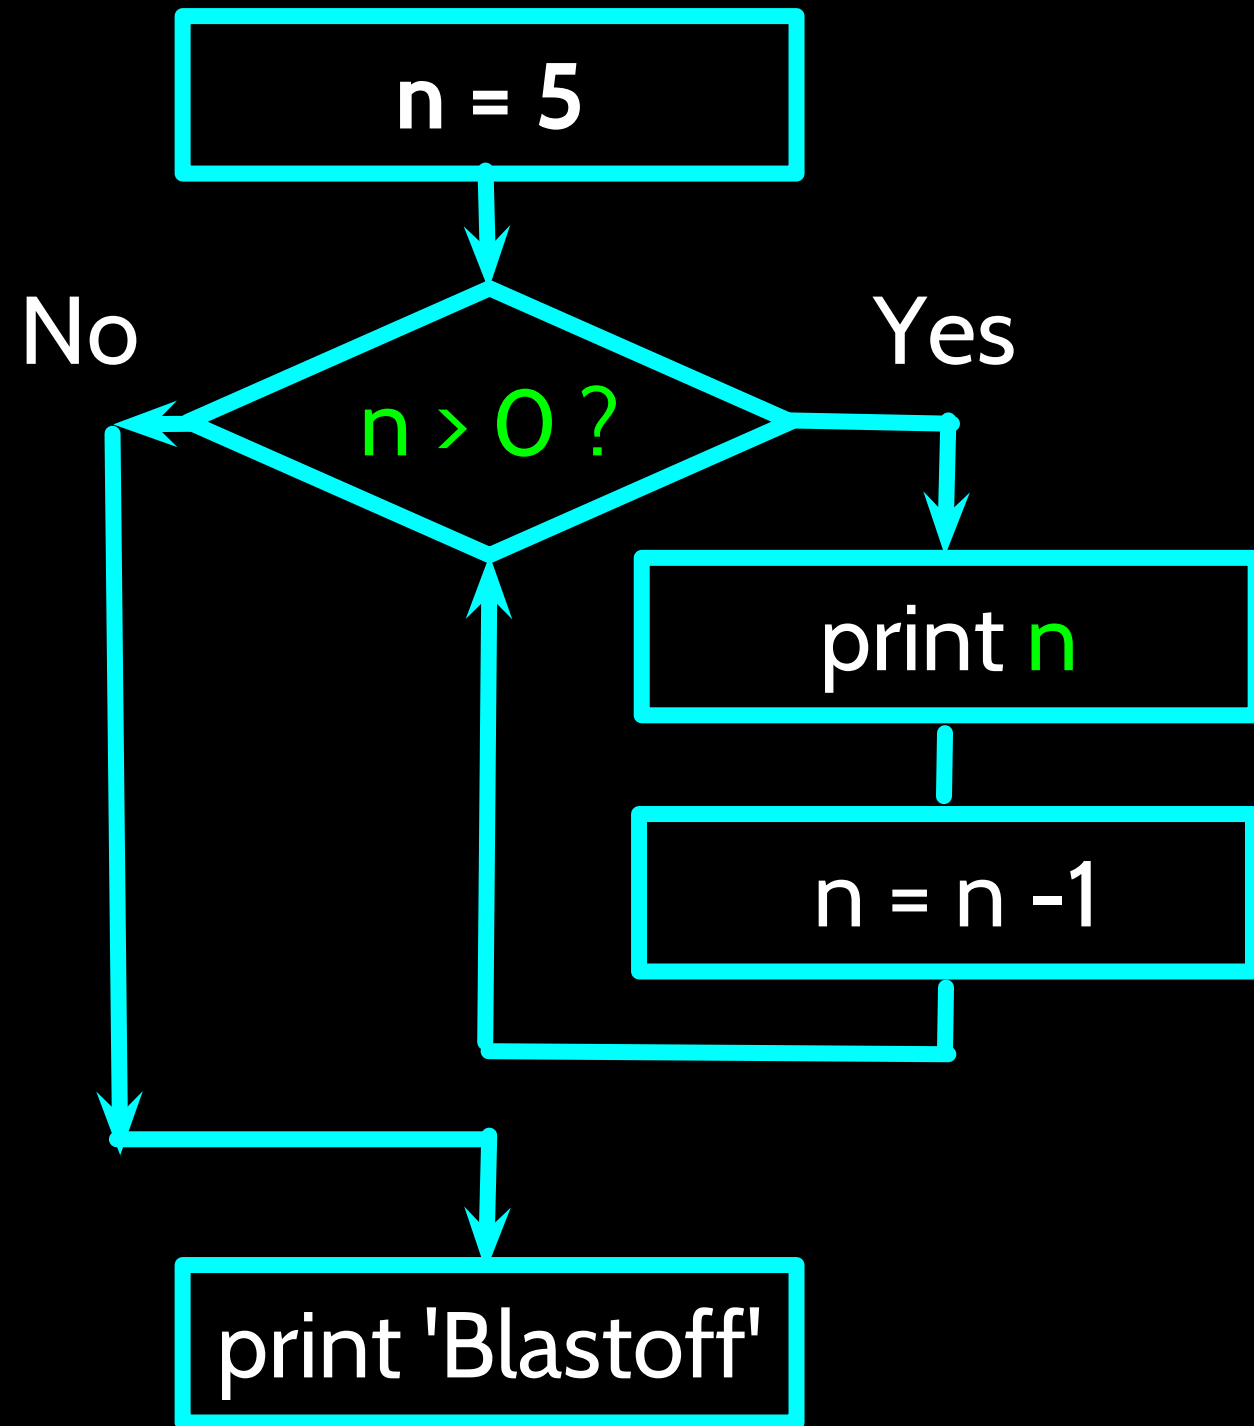 n = 5
No
Yes
n > 0 ?
print n
n = n -1
print 'Blastoff'